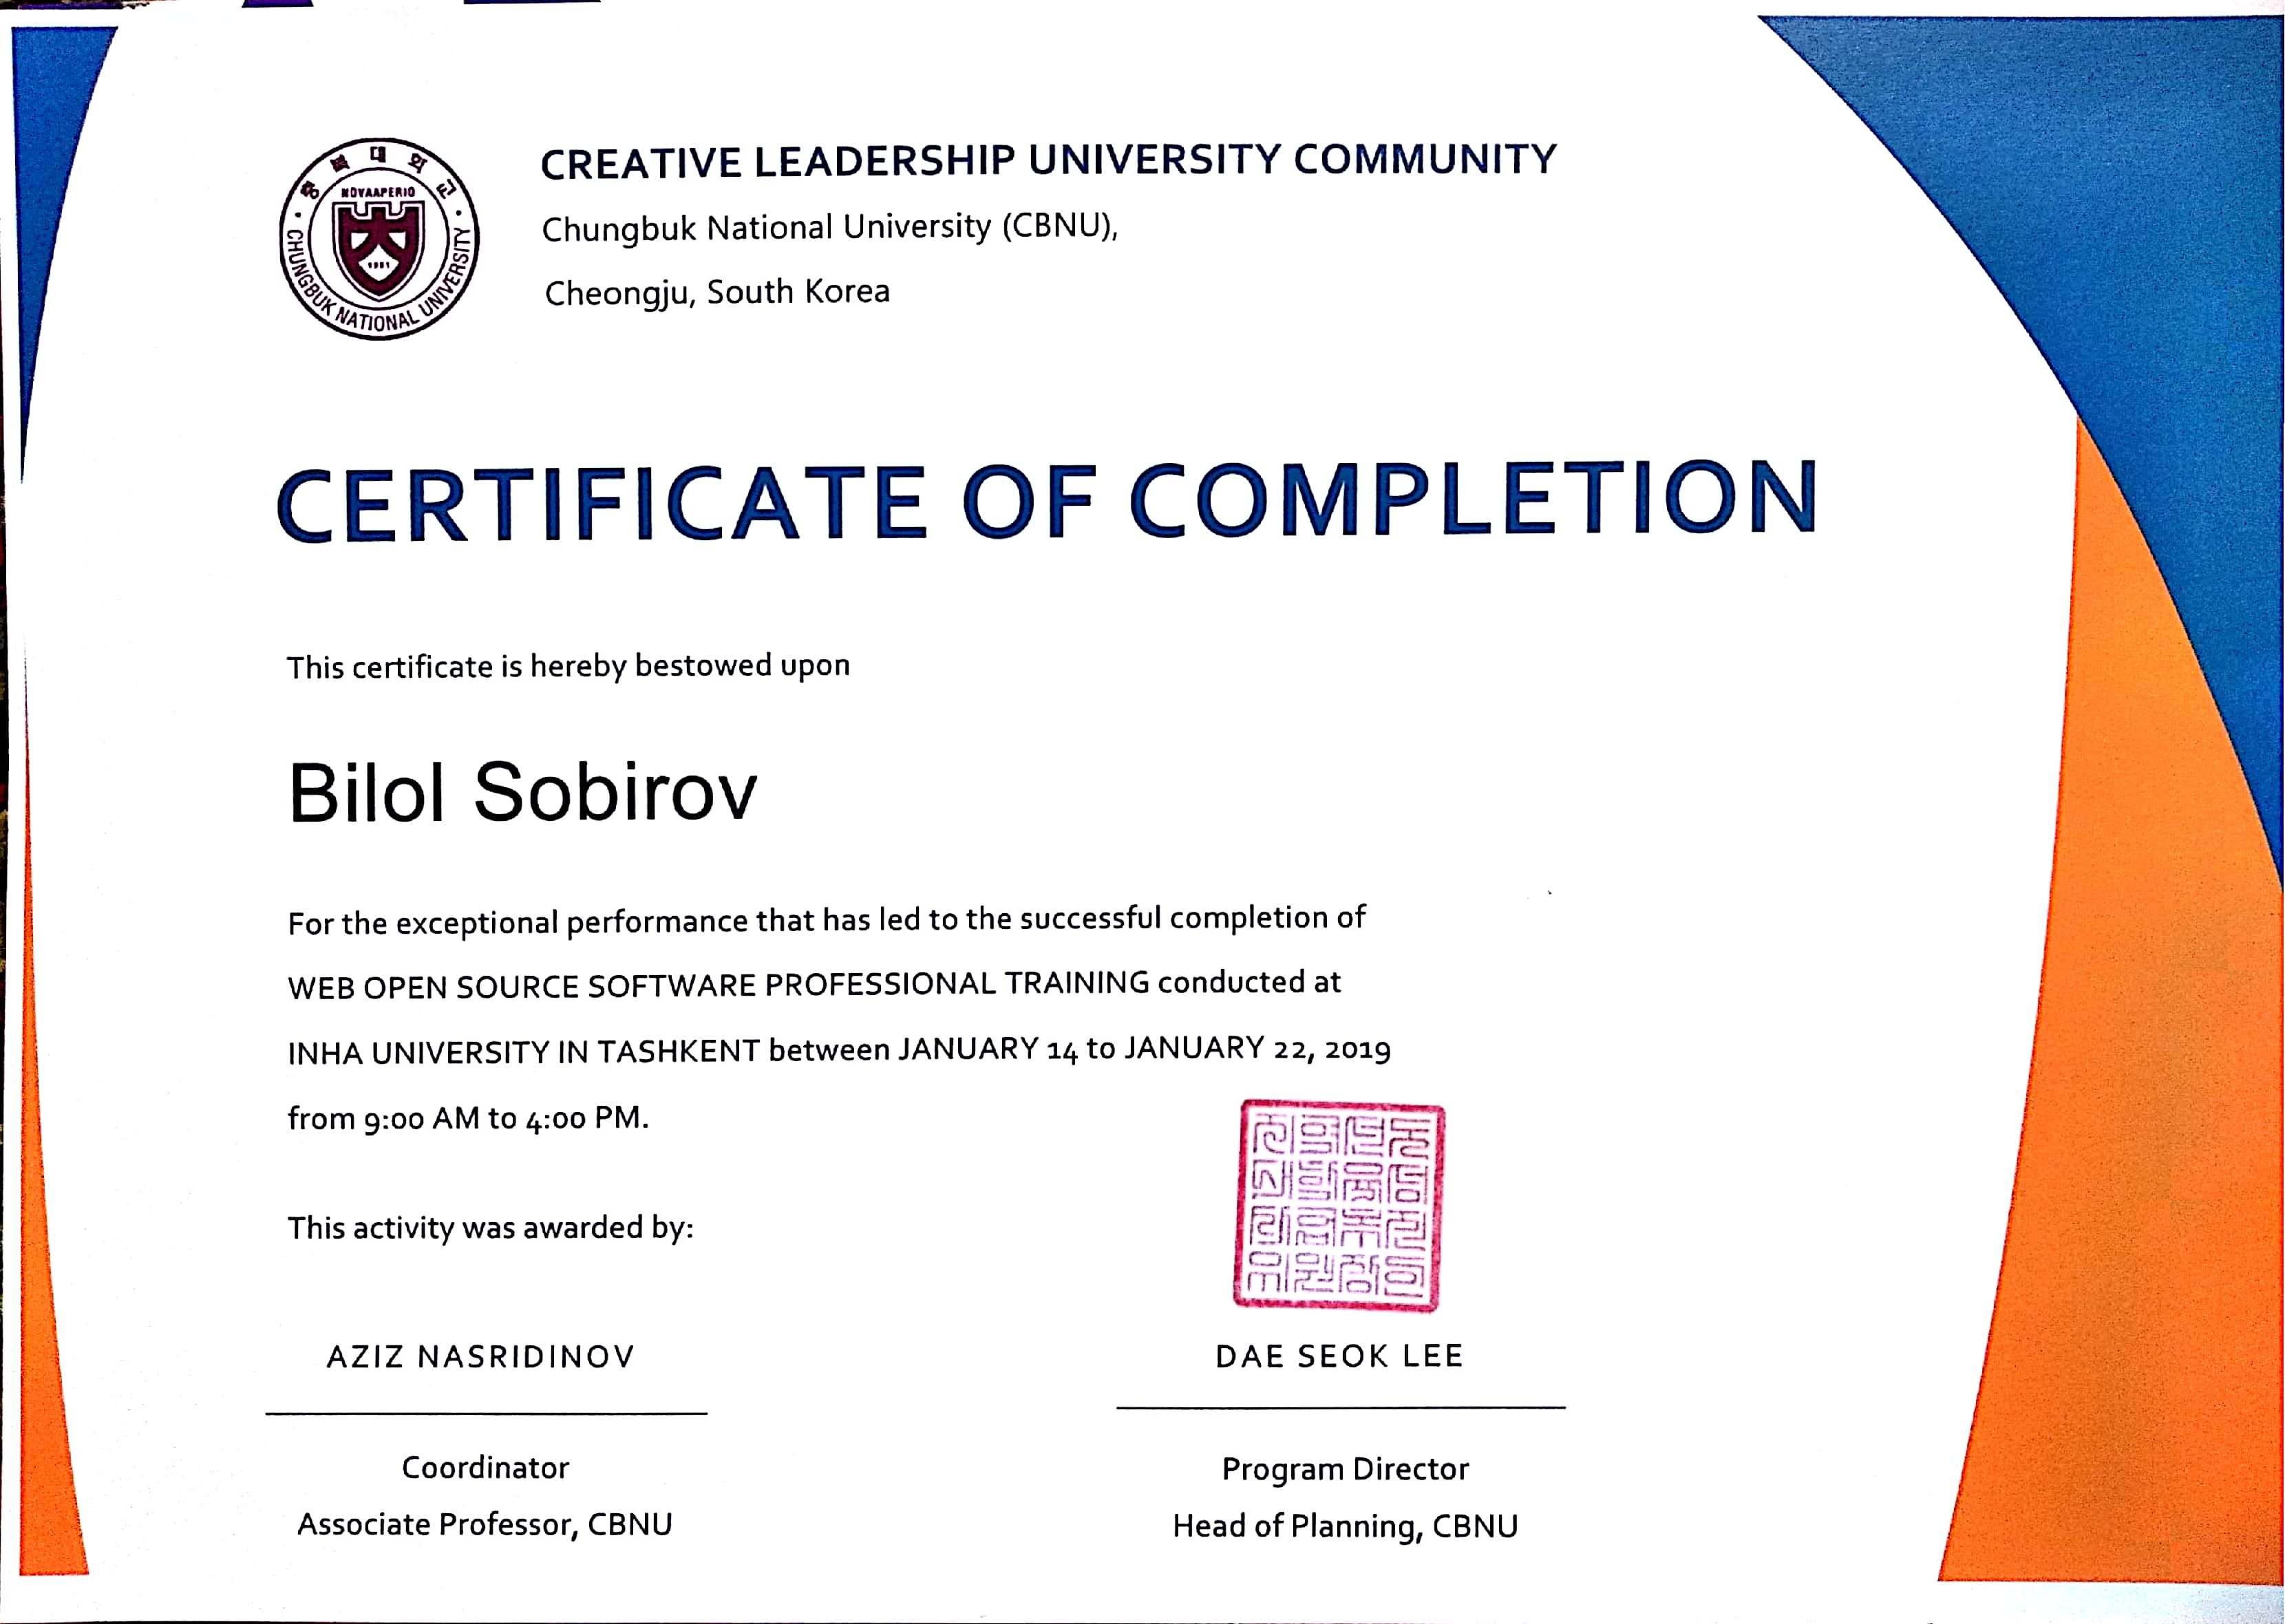 충북대학교
NOVA APERIO
1951
CHUNGBUK NATIONAL UNIVERSITY
CREATIVE LEADERSHIP UNIVERSITY COMMUNITY
Chungbuk National University (CBNU),
Cheongju, South Korea
CERTIFICATE OF COMPLETION
This certificate is hereby bestowed upon
Bilol Sobirov
For the exceptional performance that has led to the successful completion of
WEB OPEN SOURCE SOFTWARE PROFESSIONAL TRAINING conducted at
INHA UNIVERSITY IN TASHKENT between JANUARY 14 to JANUARY 22, 2019
from 9:00 AM to 4:00 PM.
This activity was awarded by:
AZIZ NASRIDINOV
DAE SEOK LEE
Coordinator
Program Director
Associate Professor, CBNU
Head of Planning, CBNU